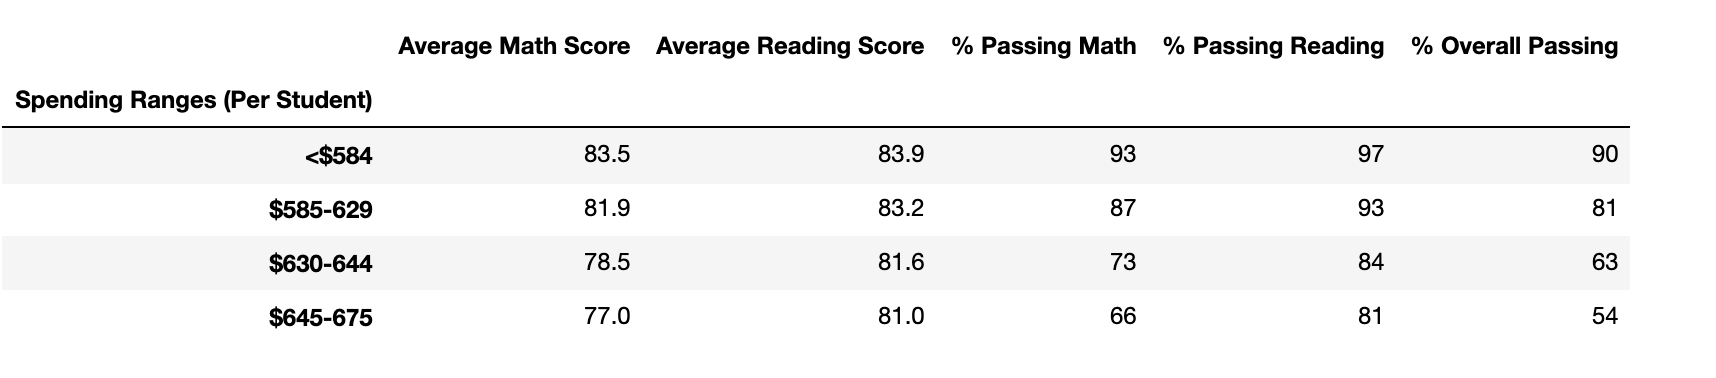 Average Math Score Average Reading Score % Passing Math % Passing Reading % Overall Passing
Spending Ranges (Per Student)
<$584 83.5 83.9 93 97 90
$585-629 81.9 83.2 87 93 81
$630-644 78.5 81.6 73 84 63
$645-675 77.0 81.0 66 81 54